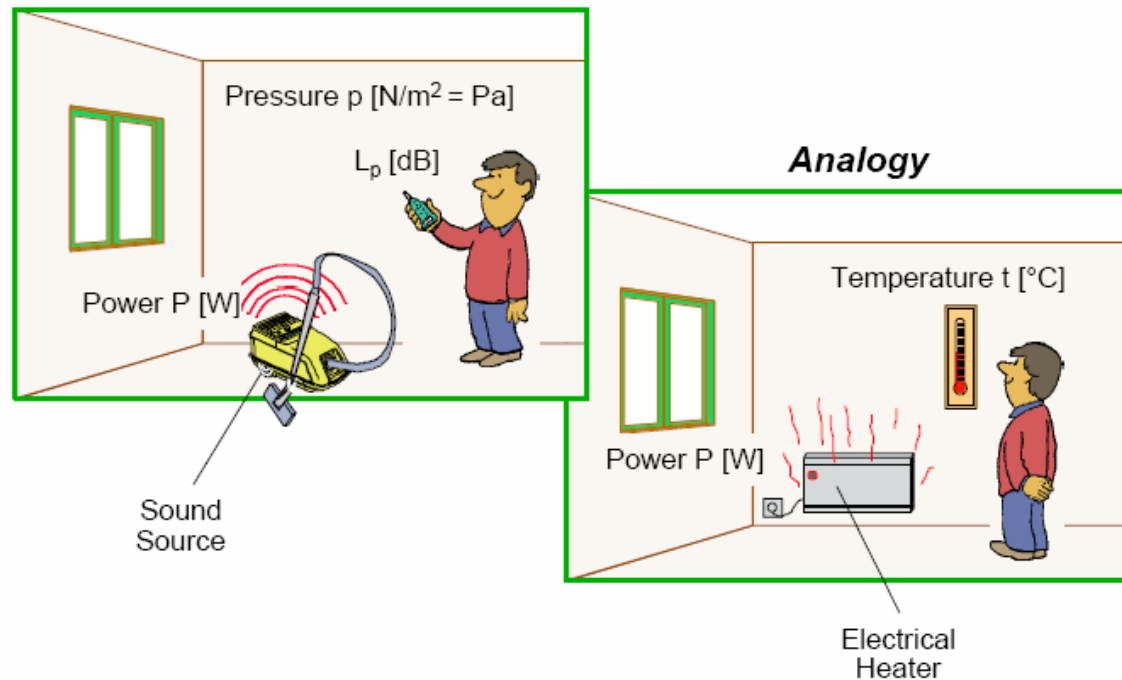 Pressure p [N/m² = Pa]
Lₚ [dB]
Power P [W]
Sound
Source
Analogy
Temperature t [°C]
Power P [W]
Electrical
Heater